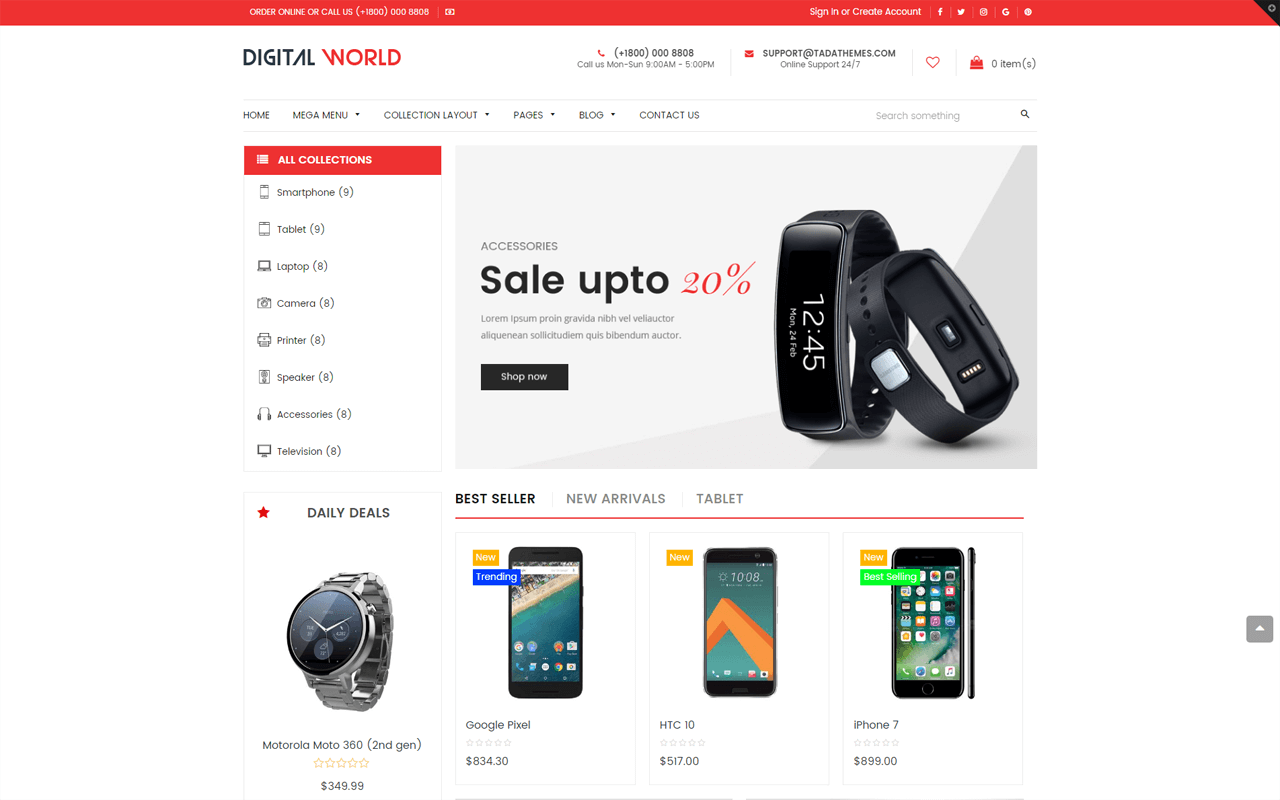 ORDER ONLINE OR CALL US (+1800) 000 8808
Sign In or Create Account
DIGITAL WORLD
(+1800) 000 8808
Call us Mon-Sun 9:00AM - 5:00PM
SUPPORT@TADATHEMES.COM
Online Support 24/7
0 item(s)
HOME
MEGA MENU
COLLECTION LAYOUT
PAGES
BLOG
CONTACT US
Search something
ALL COLLECTIONS
Smartphone (9)
Tablet (9)
Laptop (8)
Camera (8)
Printer (8)
Speaker (8)
Accessories (8)
Television (8)
ACCESSORIES
Sale upto 20%
Lorem Ipsum proin gravida nibh vel veliauctor
aliquenean sollicitudiem quis bibendum auctor.
Shop now
12:45
Mon, 24 Feb
DAILY DEALS
Motorola Moto 360 (2nd gen)
$349.99
BEST SELLER
NEW ARRIVALS
TABLET
New
Trending
Google Pixel
$834.30
New
10:08
HTC 10
$517.00
New
Best Selling
iPhone 7
$899.00